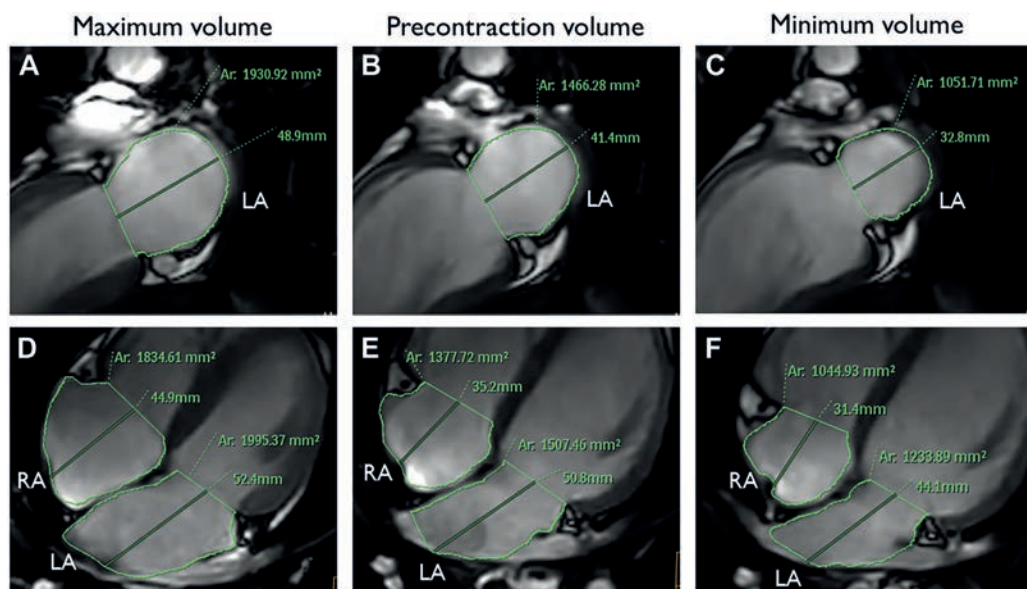 Maximum volume
Precontraction volume
Minimum volume
A
Ar: 1930.92 mm²
48.9mm
LA
B
Ar: 1466.28 mm²
41.4mm
LA
C
Ar: 1051.71 mm²
32.8mm
LA
D
Ar: 1834.61 mm²
44.9mm
Ar: 1995.37 mm²
52.4mm
RA
LA
E
Ar: 1377.72 mm²
35.2mm
Ar: 1507.46 mm²
50.8mm
RA
LA
F
Ar: 1044.93 mm²
31.4mm
Ar: 1233.89 mm²
44.1mm
RA
LA